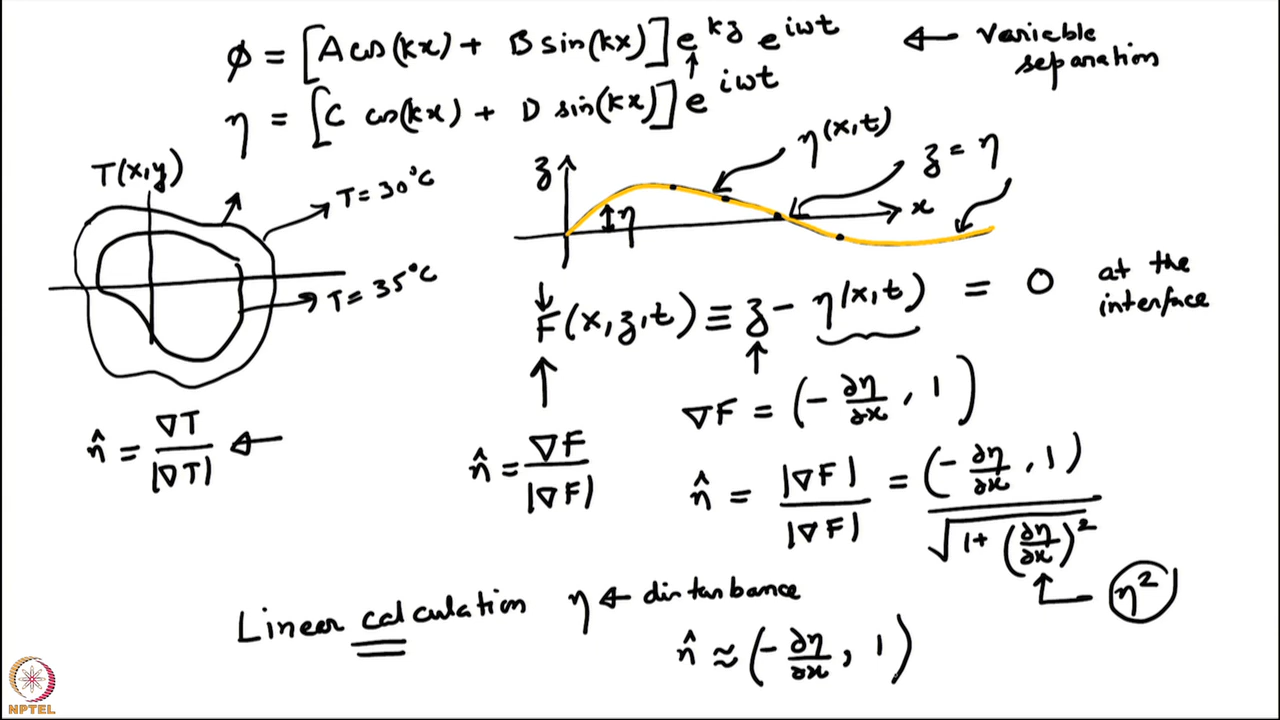 ϕ = [A cos(kx) + B sin(kx)] e^{kz} e^{iωt} ← variable separation
η = [C cos(kx) + D sin(kx)] e^{iωt}
T(x,y)
T = 30°C
T = 35°C
z
η
η(x,t)
z = η
x
F(x,z,t) ≡ z - η(x,t) = 0 at the interface
∇F = (-∂η/∂x, 1)
n̂ = ∇T/|∇T| ←
n̂ = ∇F/|∇F|
n̂ = |∇F|/|∇F| = (-∂η/∂x, 1)/√(1+(∂η/∂x)²)
η²
Linear calculation η ← disturbance
n̂ ≈ (-∂η/∂x, 1)
NPTEL